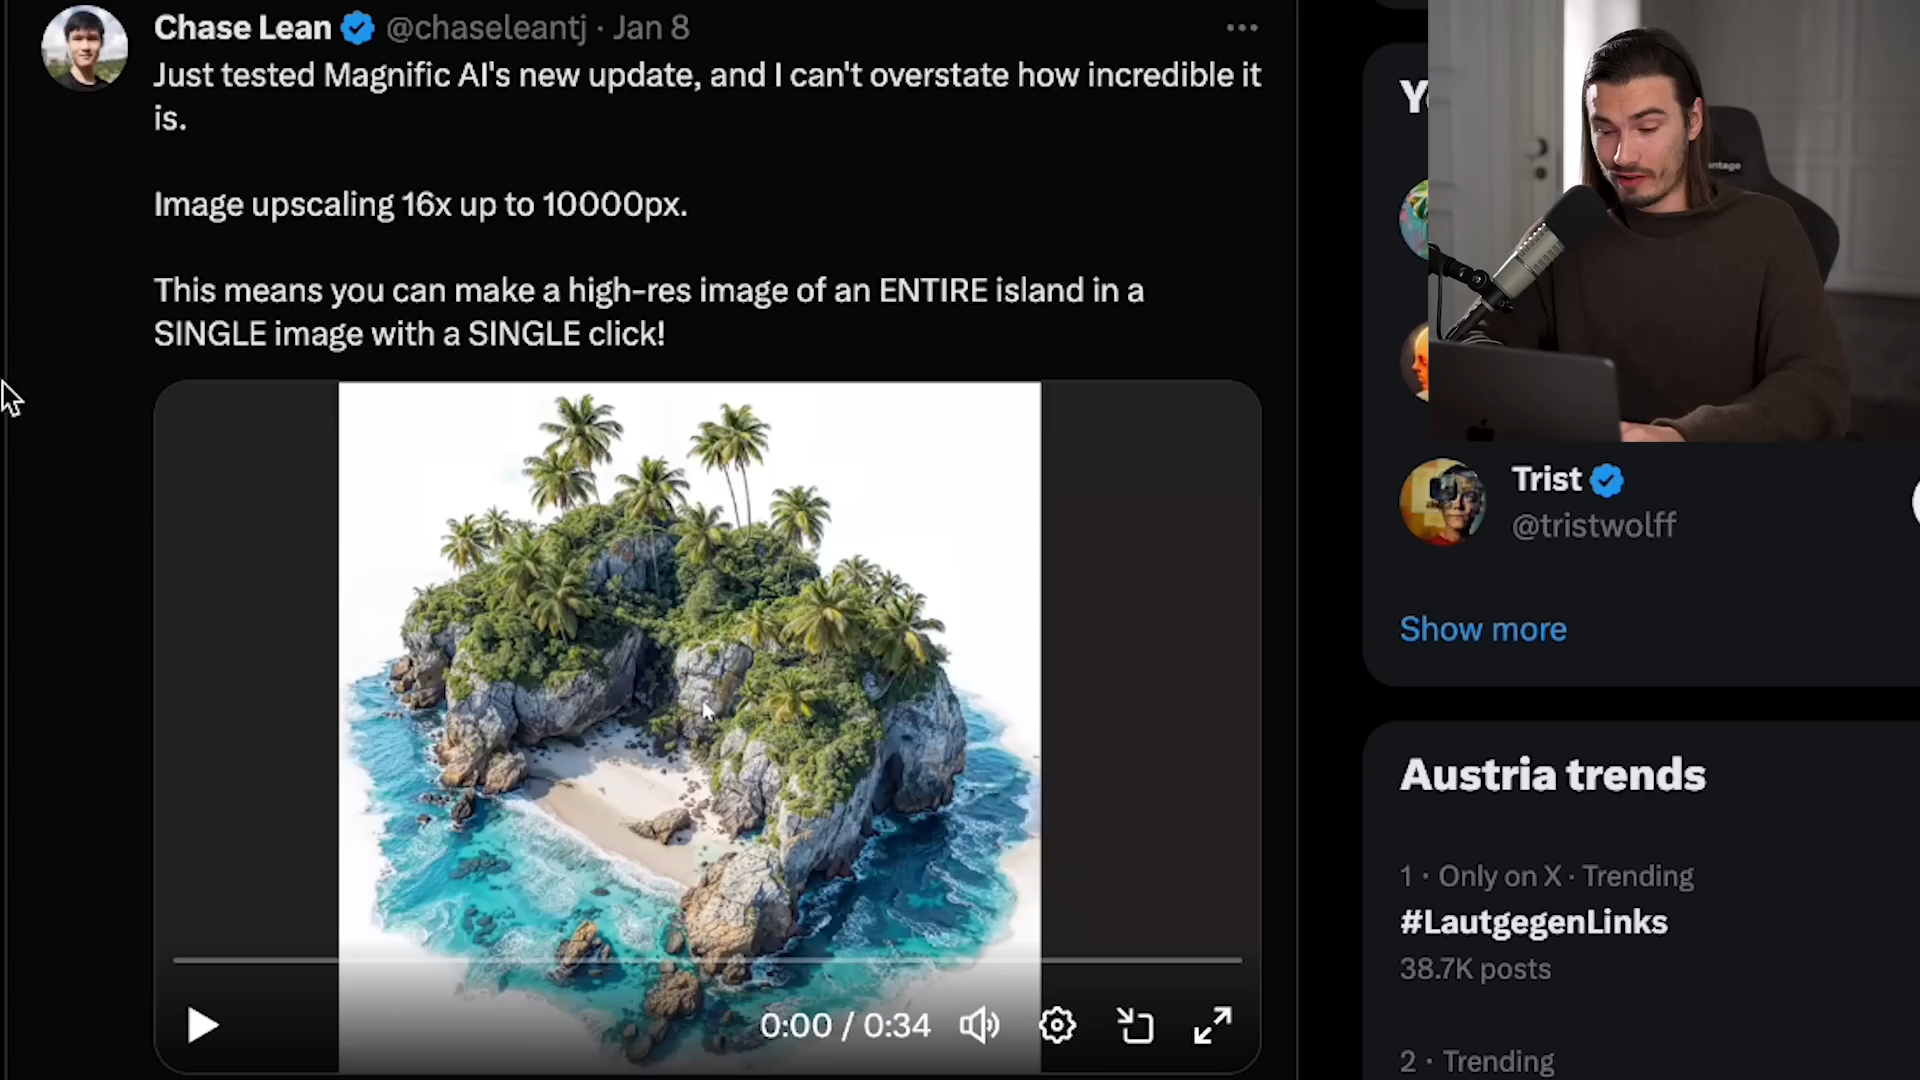 Chase Lean @chaseleantj · Jan 8
Just tested Magnific AI's new update, and I can't overstate how incredible it
is.
Image upscaling 16x up to 10000px.
This means you can make a high-res image of an ENTIRE island in a
SINGLE image with a SINGLE click!
0:00 / 0:34
Trist
@tristwolff
Show more
Austria trends
1 · Only on X · Trending
#LautgegenLinks
38.7K posts
2 · Trending